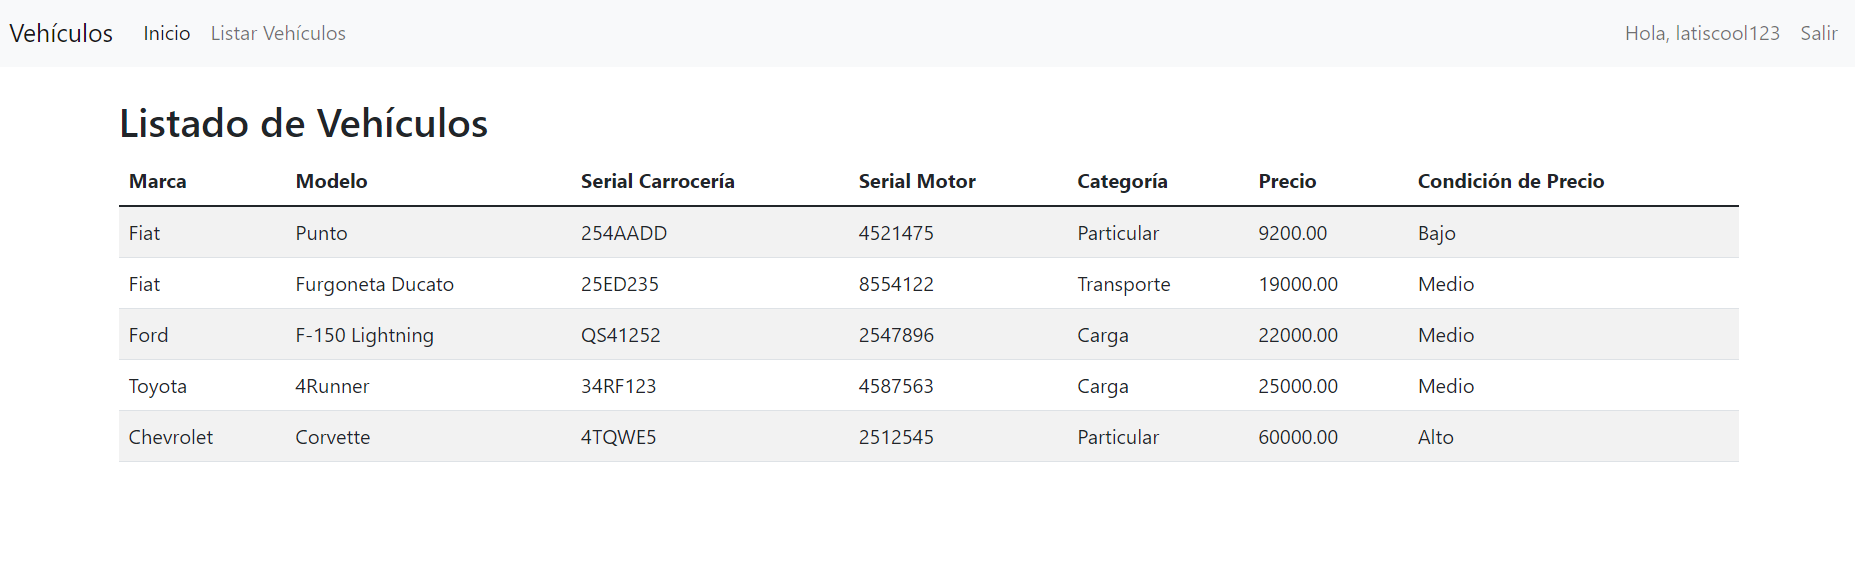 Vehículos Inicio Listar Vehículos Hola, latiscool123 Salir
Listado de Vehículos
Marca Modelo Serial Carrocería Serial Motor Categoría Precio Condición de Precio
Fiat Punto 254AADD 4521475 Particular 9200.00 Bajo
Fiat Furgoneta Ducato 25ED235 8554122 Transporte 19000.00 Medio
Ford F-150 Lightning QS41252 2547896 Carga 22000.00 Medio
Toyota 4Runner 34RF123 4587563 Carga 25000.00 Medio
Chevrolet Corvette 4TQWE5 2512545 Particular 60000.00 Alto